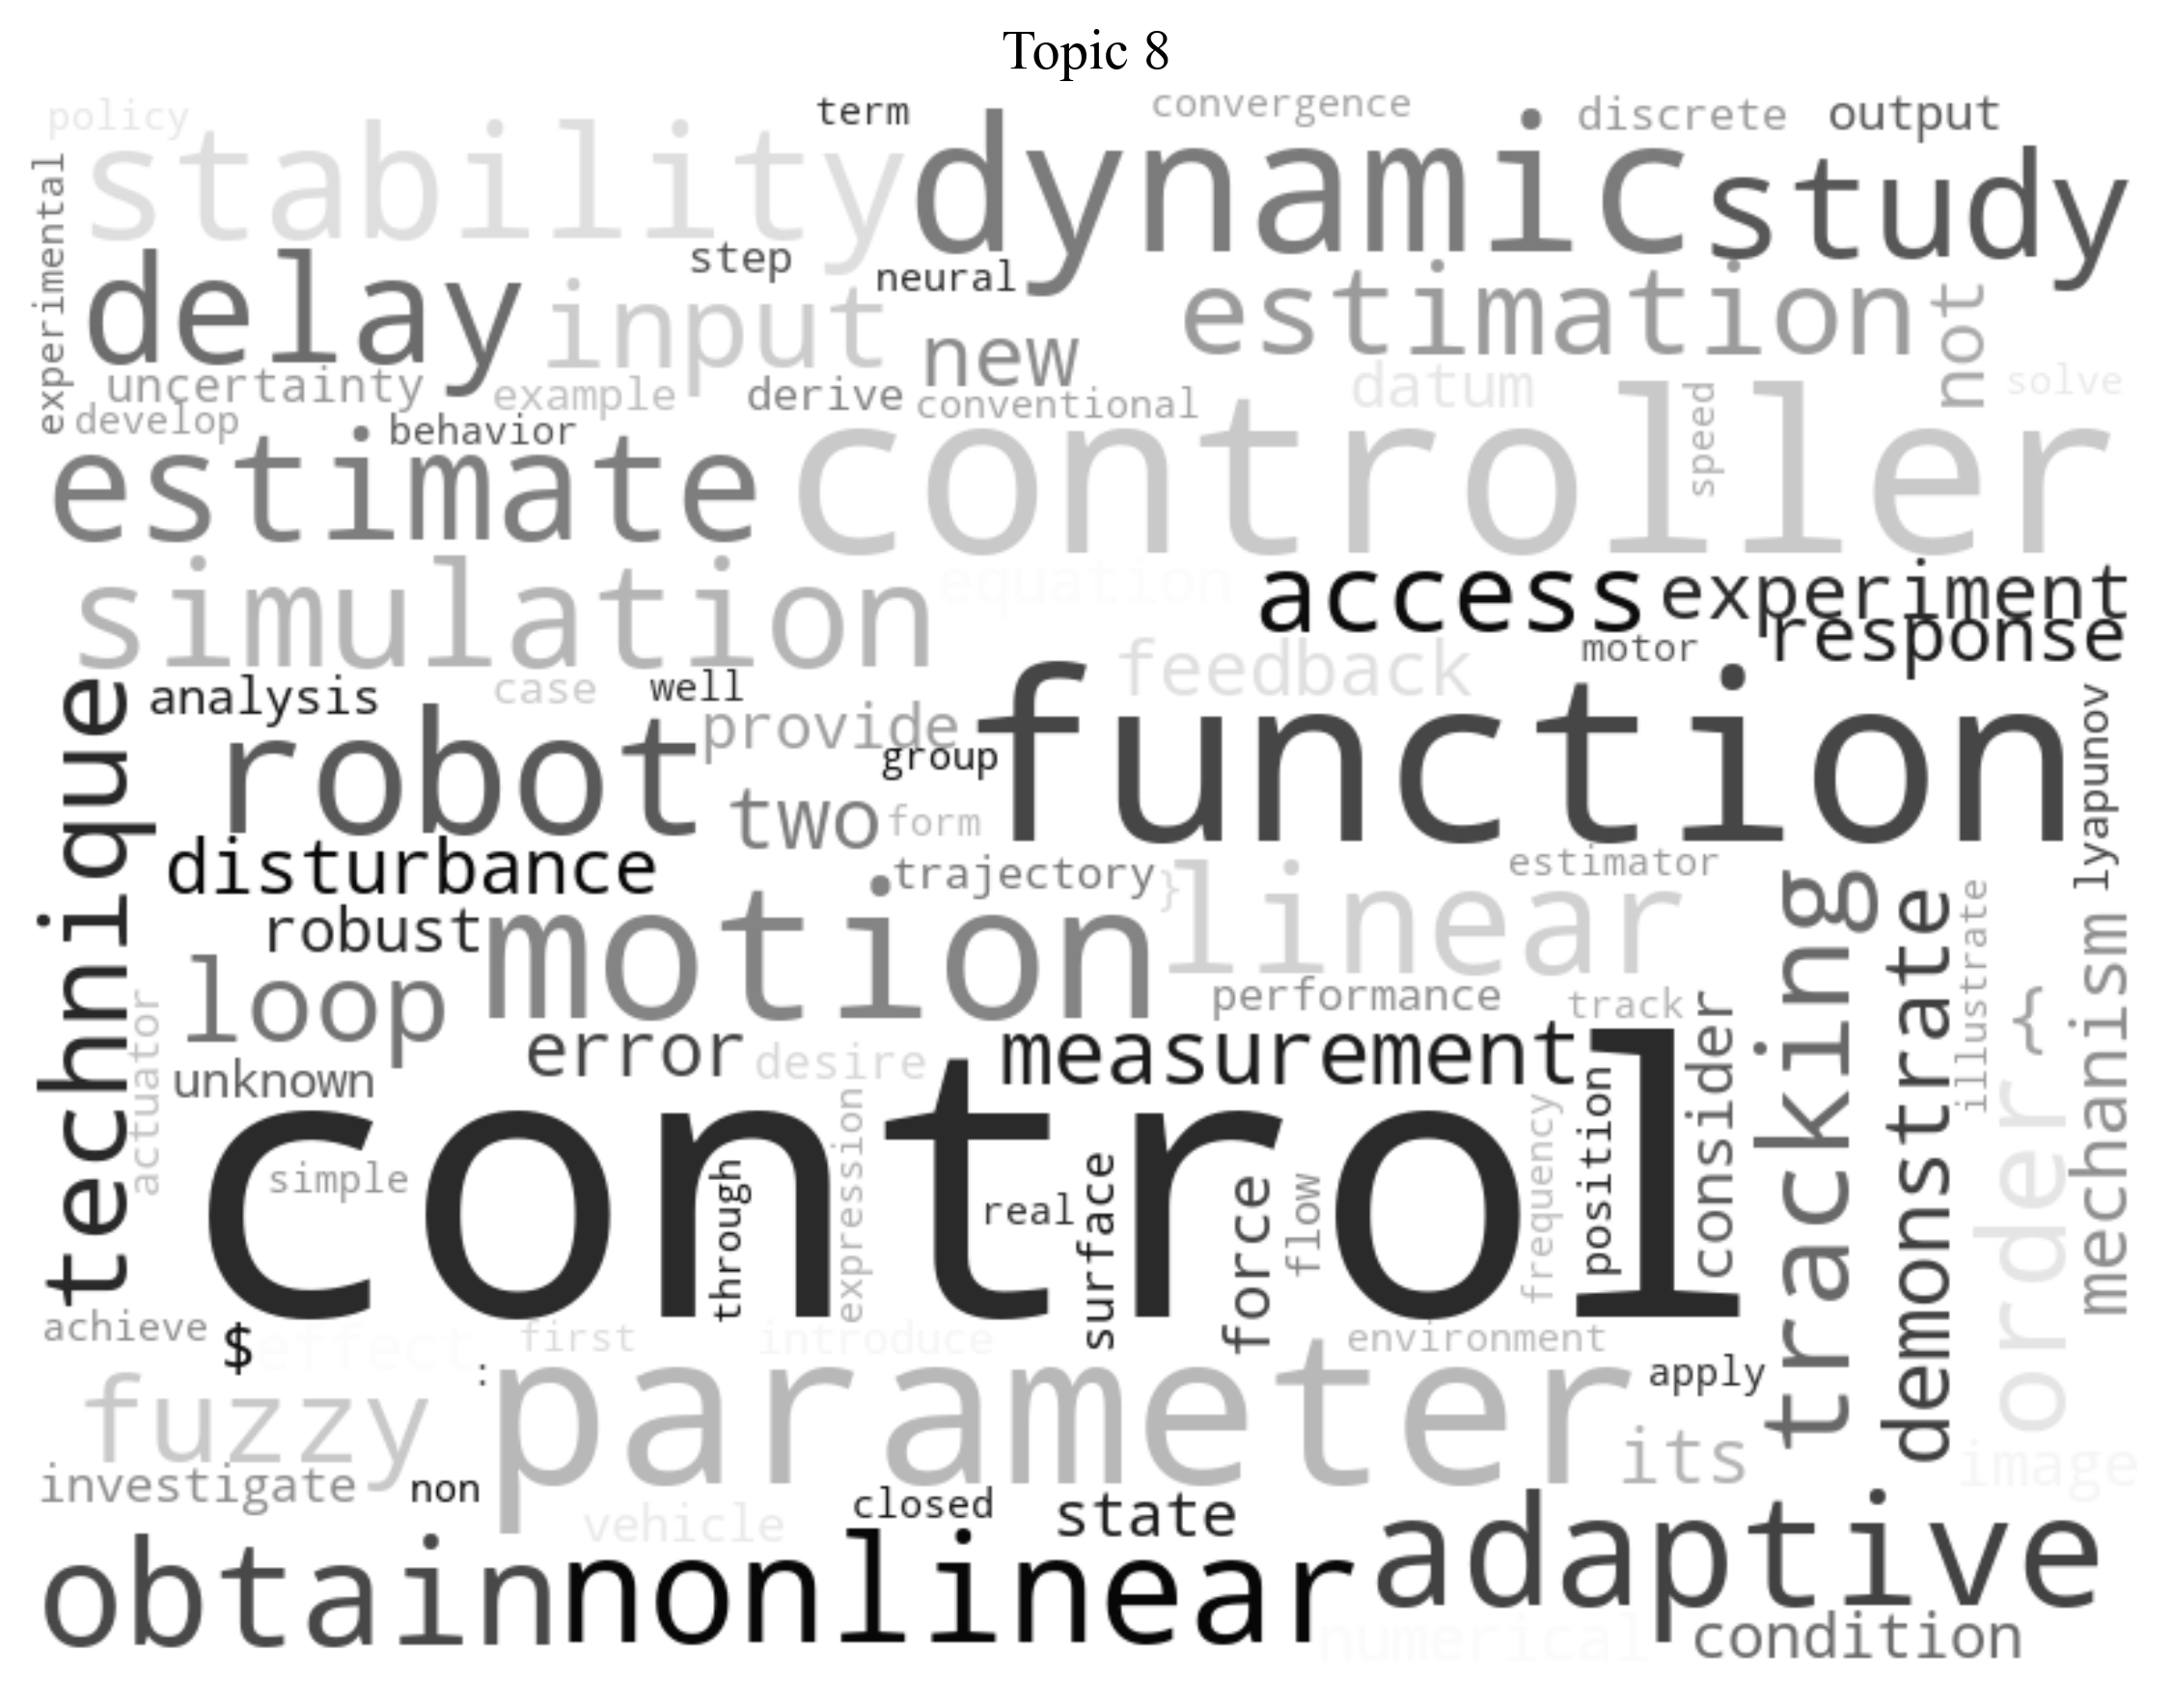 Topic 8
policy
term
convergence
discrete
output
stability
dynamic
study
experimental
delay
step
neural
input
new
estimation
not
uncertainty
example
derive
conventional
datum
solve
develop
behavior
speed
estimate
controller
simulation
equation
access
experiment
response
feedback
motor
technique
analysis
case
well
provide
function
lyapunov
robot
group
two
form
disturbance
trajectory
}
linear
estimator
tracking
demonstrate
illustrate
robust
motion
loop
performance
track
{
mechanism
actuator
error
desire
measurement
consider
unknown
control
simple
through
expression
real
surface
force
flow
frequency
position
order
achieve
$
effect
first
introduce
environment
:
apply
fuzzy
parameter
its
image
investigate
non
vehicle
closed
state
obtain
nonlinear
adaptive
numerical
condition